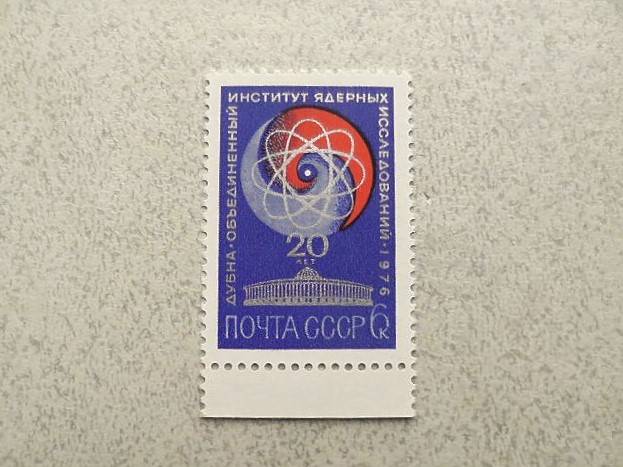 ДУБНА · ОБЪЕДИНЕННЫЙ
ИНСТИТУТ ЯДЕРНЫХ
ИССЛЕДОВАНИЙ · 1976
20
ЛЕТ
ПОЧТА СССР 6К